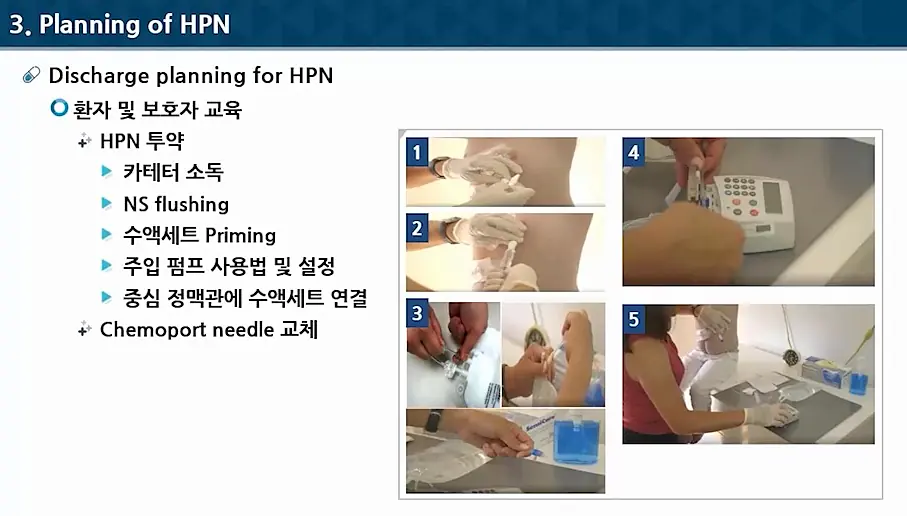 3. Planning of HPN
Discharge planning for HPN
환자 및 보호자 교육
HPN 투약
카테터 소독
NS flushing
수액세트 Priming
주입 펌프 사용법 및 설정
중심 정맥관에 수액세트 연결
Chemoport needle 교체
1
2
3
4
5